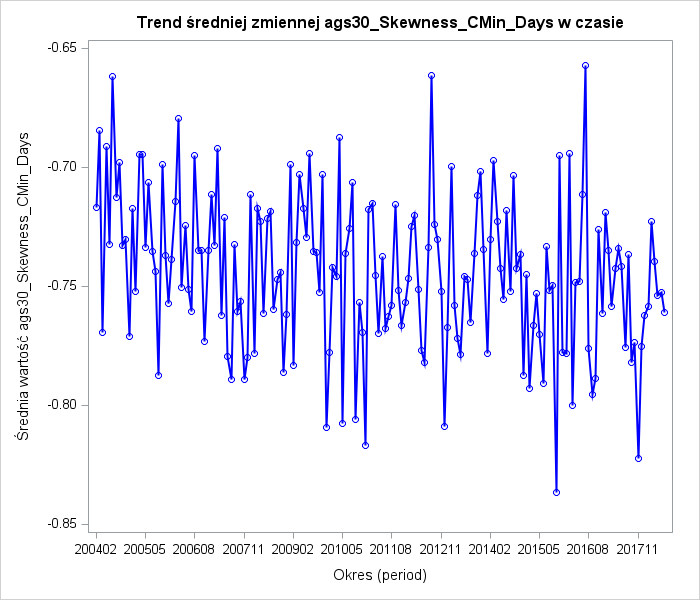 Trend średniej zmiennej ags30_Skewness_CMin_Days w czasie
Średnia wartość ags30_Skewness_CMin_Days
-0.65
-0.70
-0.75
-0.80
-0.85
200402 200505 200608 200711 200902 201005 201108 201211 201402 201505 201608 201711
Okres (period)